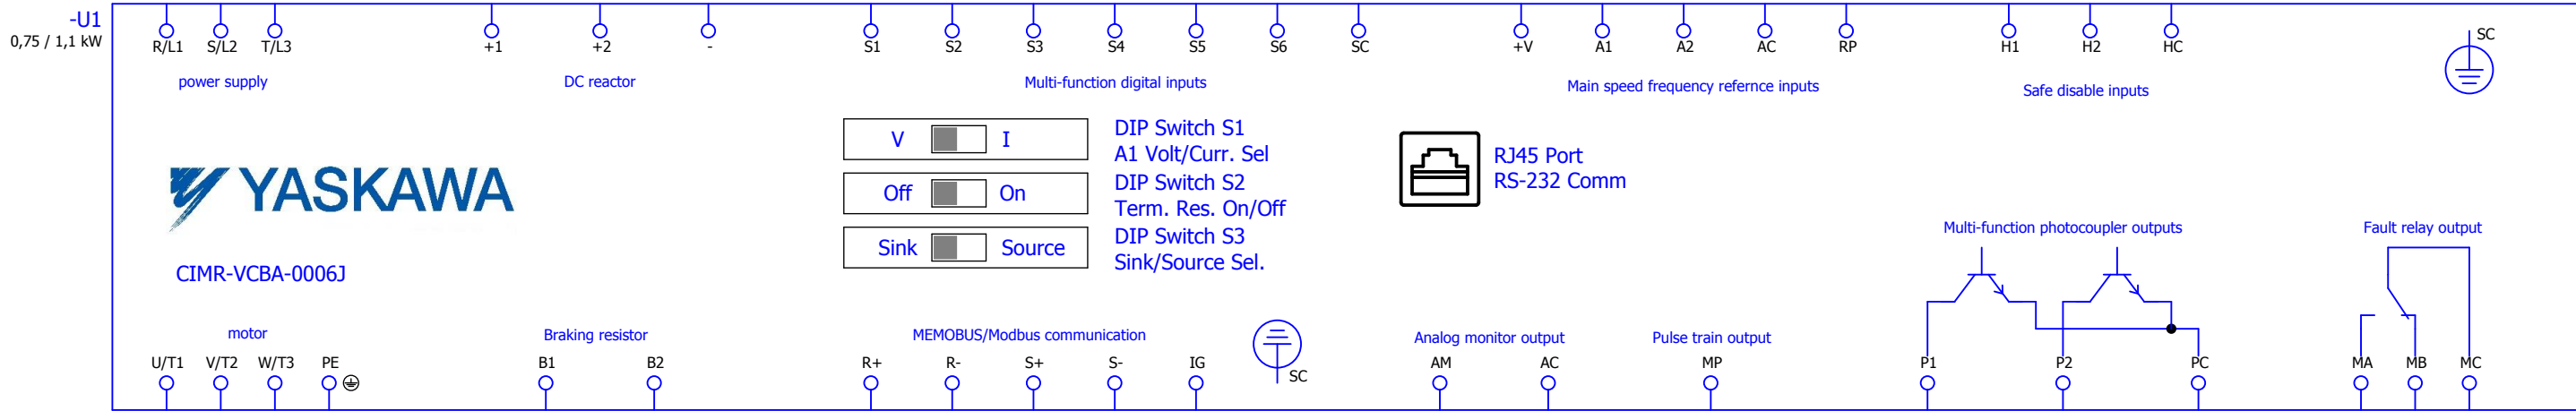 -U1
0,75 / 1,1 kW
R/L1 S/L2 T/L3 +1 +2 - S1 S2 S3 S4 S5 S6 SC +V A1 A2 AC RP H1 H2 HC SC
power supply DC reactor Multi-function digital inputs Main speed frequency refernce inputs Safe disable inputs
V I DIP Switch S1
A1 Volt/Curr. Sel
Off On DIP Switch S2
Term. Res. On/Off
Sink Source DIP Switch S3
Sink/Source Sel.
RJ45 Port
RS-232 Comm
YASKAWA
CIMR-VCBA-0006J
Multi-function photocoupler outputs Fault relay output
motor Braking resistor MEMOBUS/Modbus communication Analog monitor output Pulse train output
U/T1 V/T2 W/T3 PE B1 B2 R+ R- S+ S- IG SC AM AC MP P1 P2 PC MA MB MC